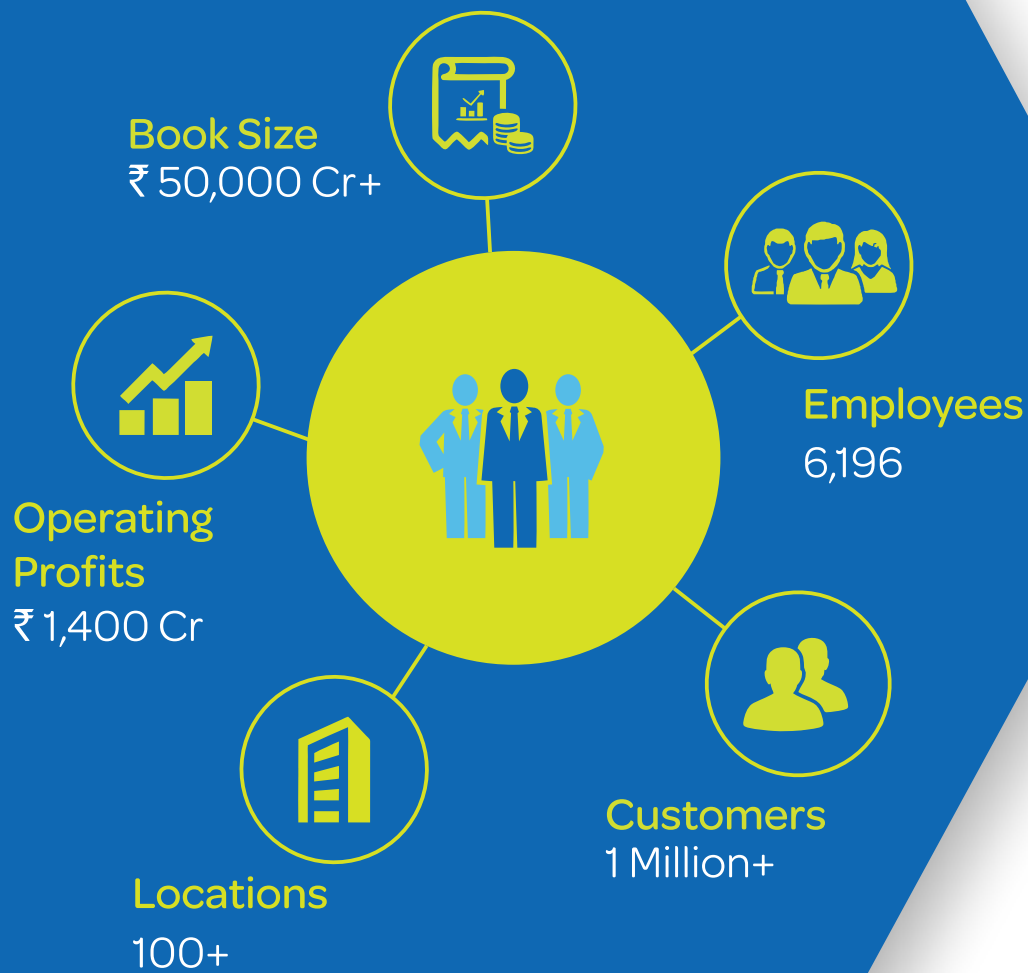 Book Size
₹ 50,000 Cr+
Employees
6,196
Operating
Profits
₹ 1,400 Cr
Customers
1 Million+
Locations
100+